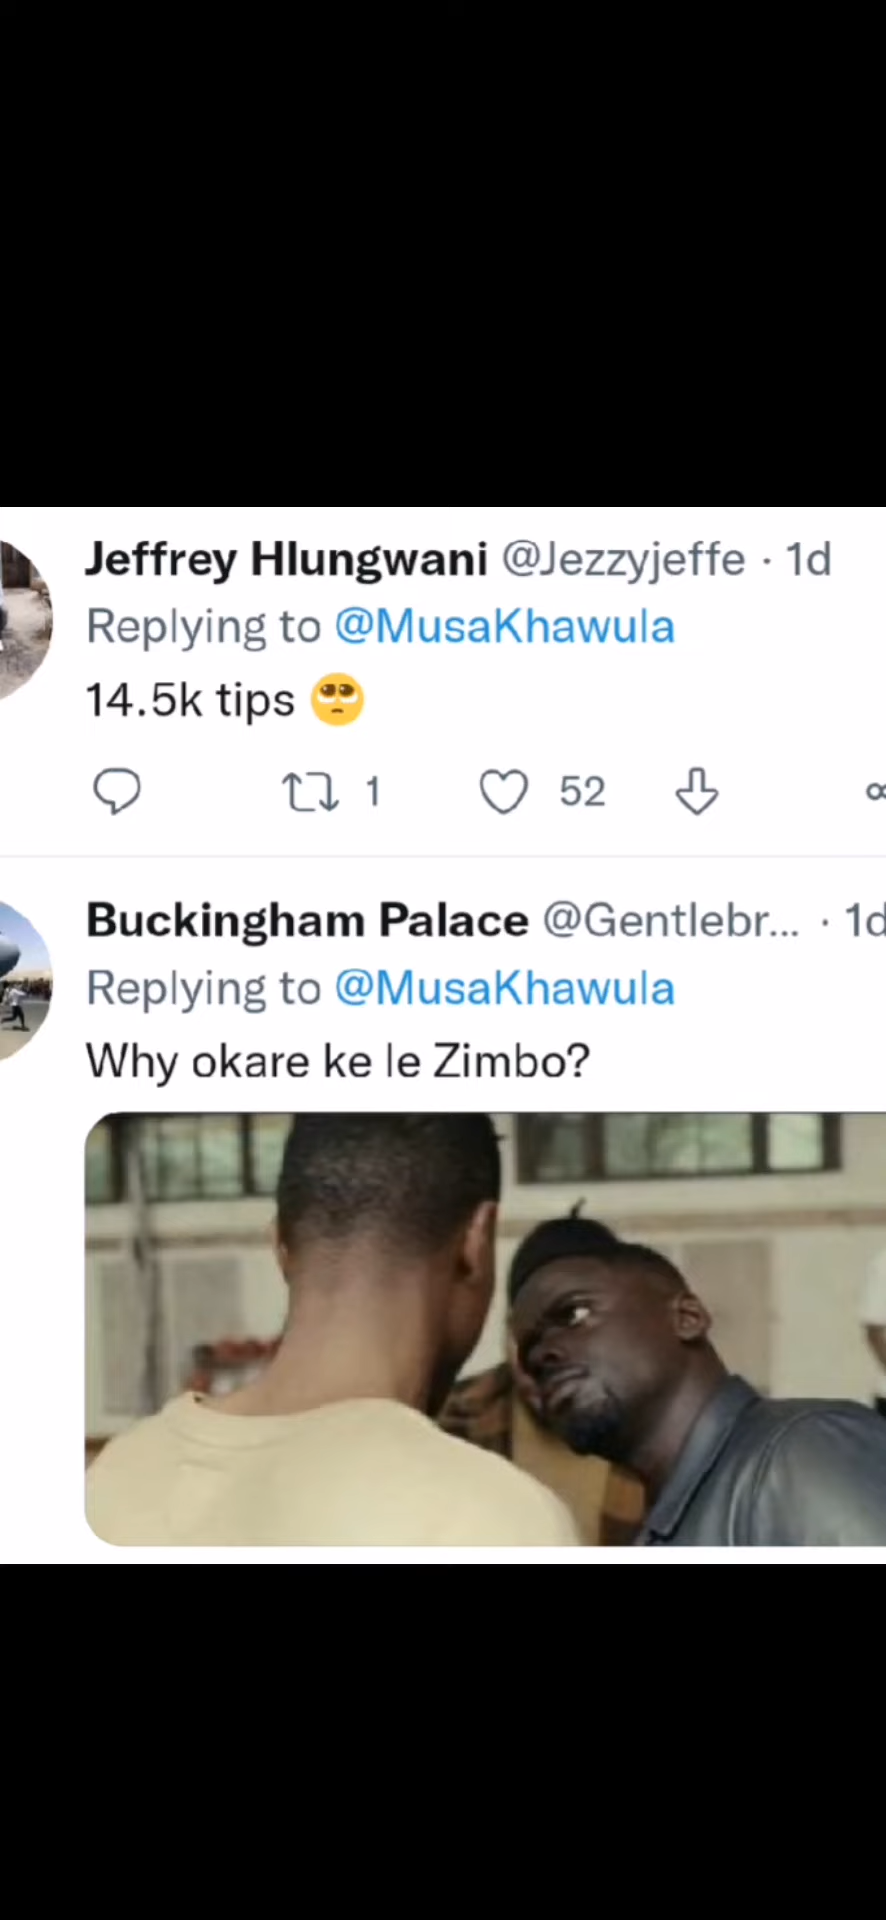 Jeffrey Hlungwani @Jezzyjeffe · 1d
Replying to @MusaKhawula
14.5k tips 🥺
1 52
Buckingham Palace @Gentlebr... · 1d
Replying to @MusaKhawula
Why okare ke le Zimbo?